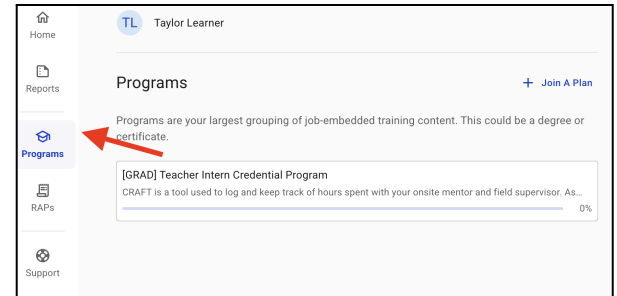 Home
Reports
Programs
RAPs
Support
TL Taylor Learner
Programs
+ Join A Plan
Programs are your largest grouping of job-embedded training content. This could be a degree or
certificate.
[GRAD] Teacher Intern Credential Program
CRAFT is a tool used to log and keep track of hours spent with your onsite mentor and field supervisor. As...
0%